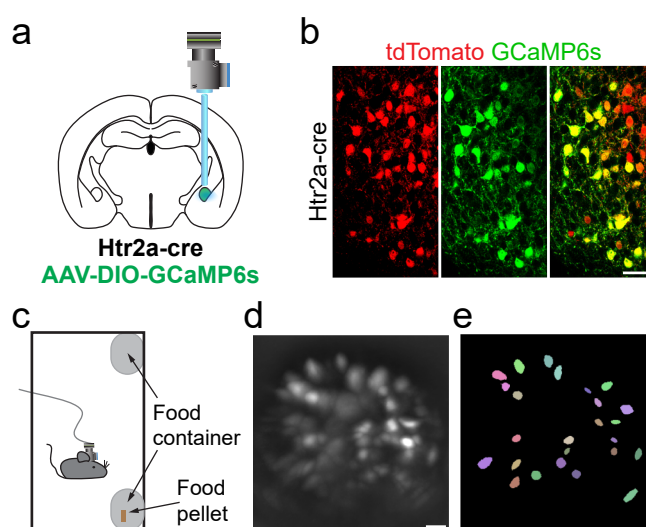 a
Htr2a-cre
AAV-DIO-GCaMP6s
b
tdTomato GCaMP6s
Htr2a-cre
c
Food
container
Food
pellet
d
e